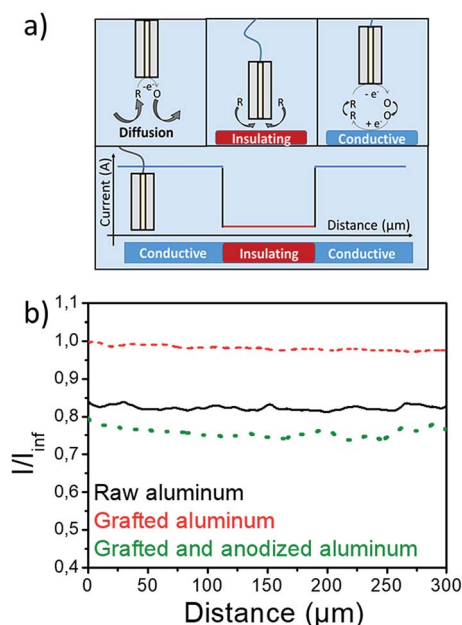 a)
- e-
R O
Diffusion
R R
Insulating
- e-
R O
R O
+ e-
Conductive
Current (A)
Distance (µm)
Conductive Insulating Conductive
b)
1,1
1,0
0,9
0,8
0,7
0,6
0,5
0,4
I/Iinf
Raw aluminum
Grafted aluminum
Grafted and anodized aluminum
0 50 100 150 200 250 300
Distance (µm)